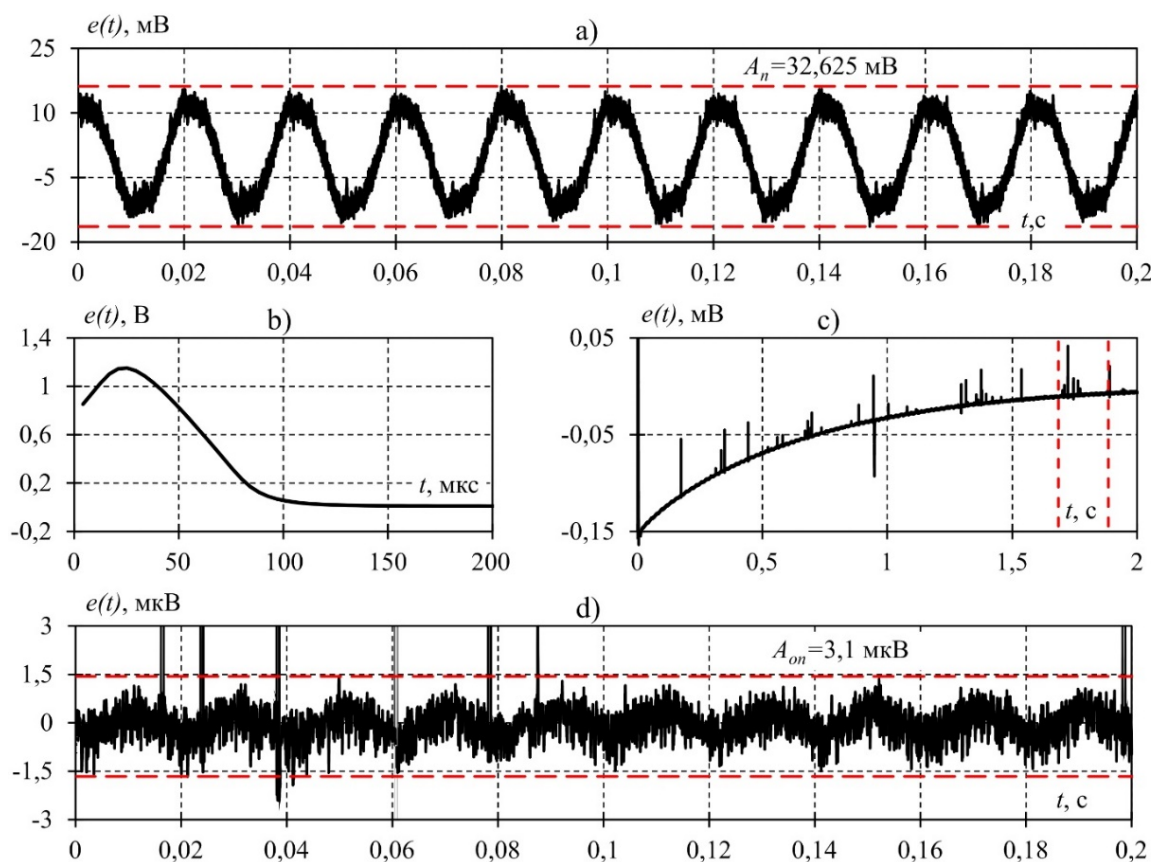 e(t), мВ
a)
25
10
-5
-20
Aₙ=32,625 мВ
t,с
0 0,02 0,04 0,06 0,08 0,1 0,12 0,14 0,16 0,18 0,2
e(t), В
b)
1,4
1
0,6
0,2
-0,2
t, мкс
0 50 100 150 200
e(t), мВ
c)
0,05
-0,05
-0,15
t, с
0 0,5 1 1,5 2
e(t), мкВ
d)
3
1,5
0
-1,5
-3
Aₒₙ=3,1 мкВ
t, с
0 0,02 0,04 0,06 0,08 0,1 0,12 0,14 0,16 0,18 0,2